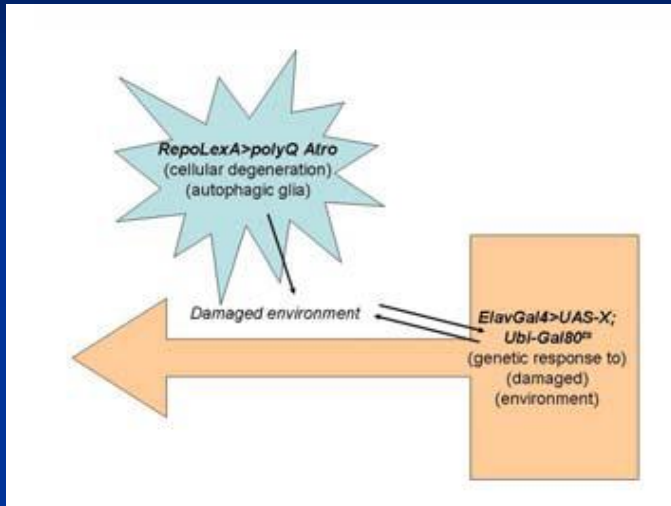 RepoLexA>polyQ Atro
(cellular degeneration)
(autophagic glia)
Damaged environment
ElavGal4>UAS-X;
Ubi-Gal80ts
(genetic response to)
(damaged)
(environment)